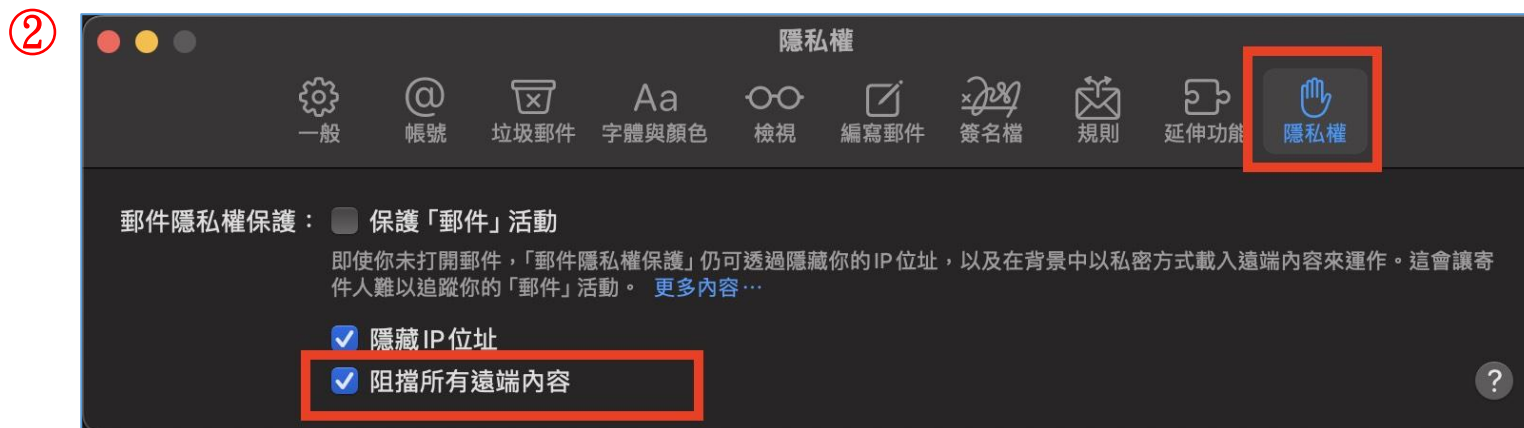 ②
隱私權
一般 帳號 垃圾郵件 字體與顏色 檢視 編寫郵件 簽名檔 規則 延伸功能 隱私權
郵件隱私權保護： 保護「郵件」活動
即使你未打開郵件，「郵件隱私權保護」仍可透過隱藏你的IP位址，以及在背景中以私密方式載入遠端內容來運作。這會讓寄
件人難以追蹤你的「郵件」活動。 更多內容⋯
隱藏IP位址
阻擋所有遠端內容
?